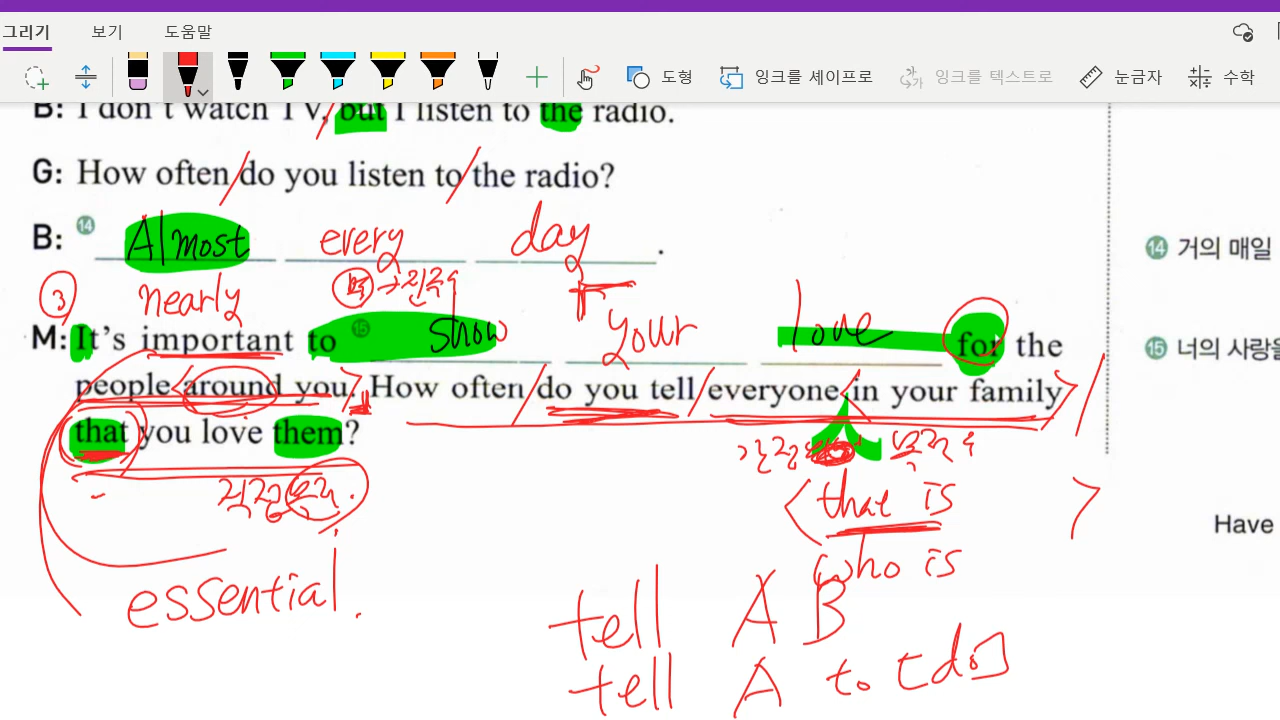 그리기 보기 도움말
도형 잉크를 셰이프로 잉크를 텍스트로 눈금자 수학
B: I don't watch TV, but I listen to the radio.
G: How often do you listen to the radio?
B: 14 Almost every day.
14 거의 매일
3 nearly
M: It's important to 15 show your love for the
15 너의 사랑을
people around you. How often do you tell everyone in your family
that you love them?
that is
Have
who is
essential.
tell A B
tell A to [do]